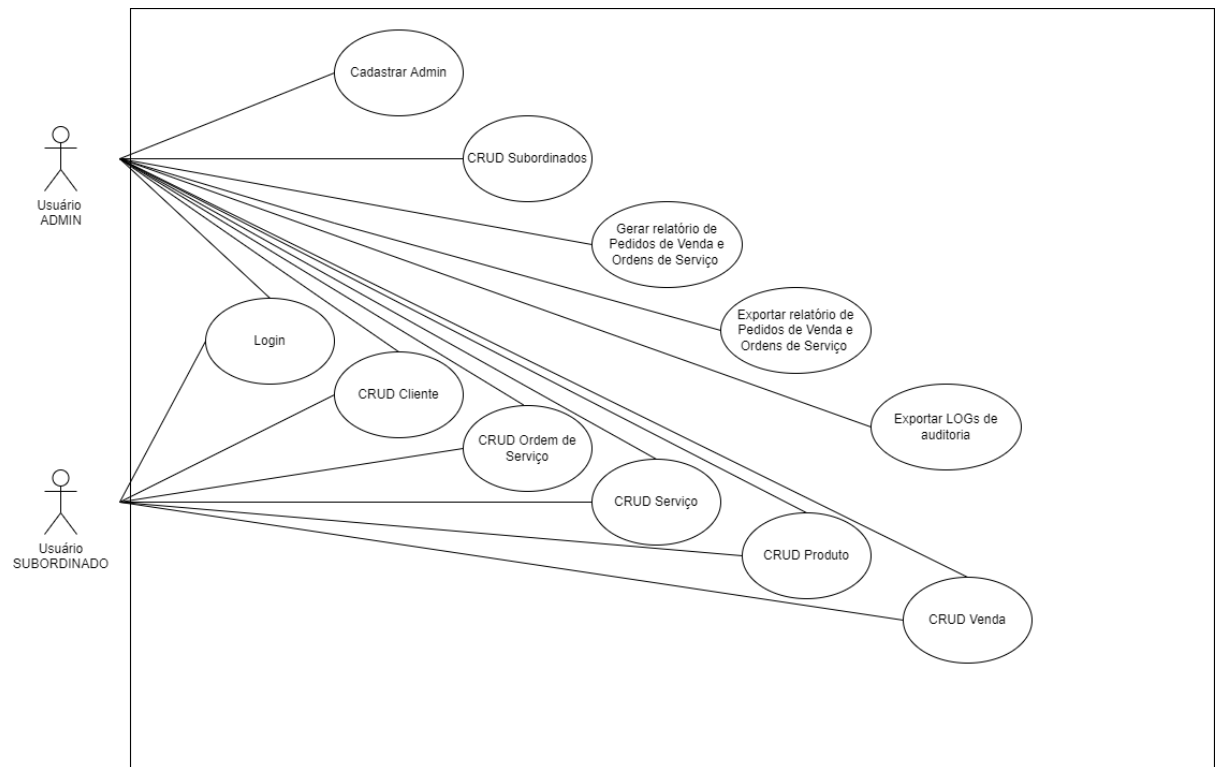 Cadastrar Admin
Usuário
ADMIN
CRUD Subordinados
Gerar relatório de
Pedidos de Venda e
Ordens de Serviço
Exportar relatório de
Pedidos de Venda e
Ordens de Serviço
Login
CRUD Cliente
Exportar LOGs de
auditoria
CRUD Ordem de
Serviço
CRUD Serviço
Usuário
SUBORDINADO
CRUD Produto
CRUD Venda